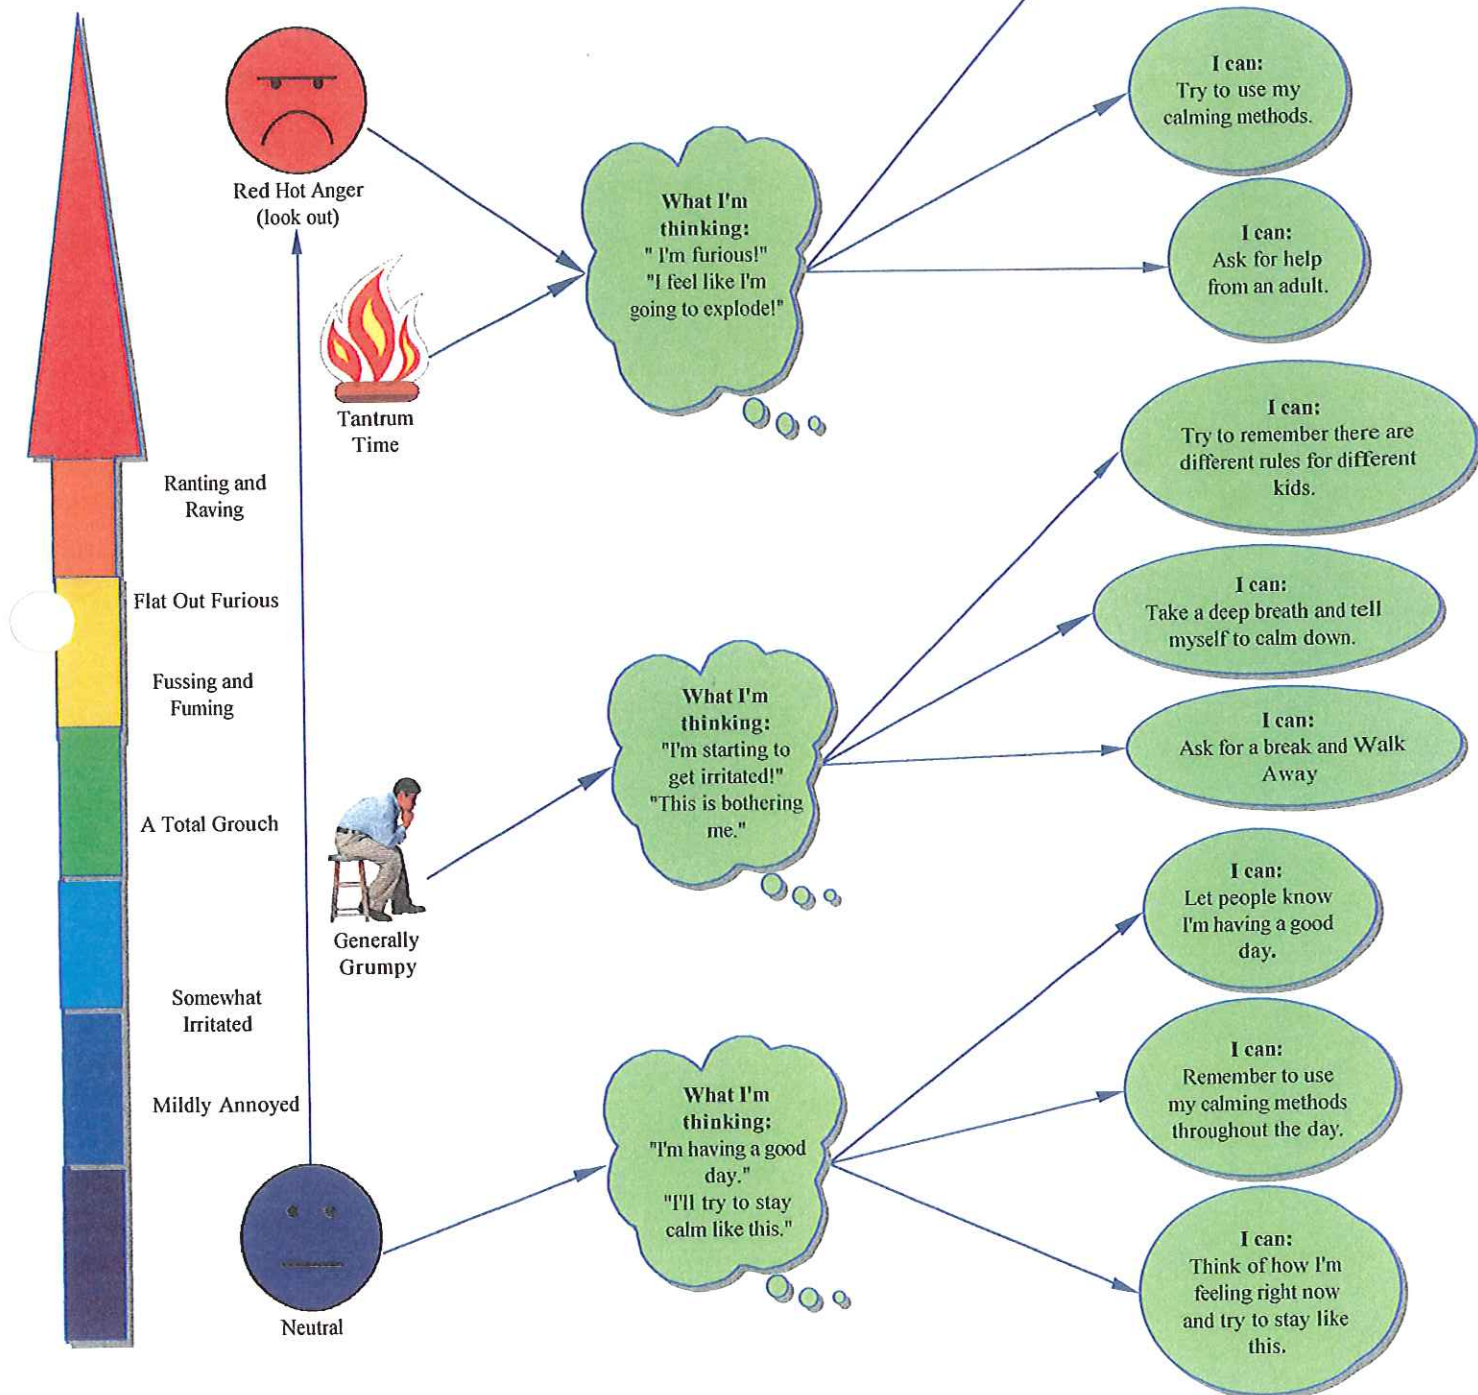 Red Hot Anger
(look out)
Tantrum
Time
Ranting and
Raving
Flat Out Furious
Fussing and
Fuming
A Total Grouch
Generally
Grumpy
Somewhat
Irritated
Mildly Annoyed
Neutral
What I'm
thinking:
" I'm furious!"
"I feel like I'm
going to explode!"
I can:
Try to use my
calming methods.
I can:
Ask for help
from an adult.
What I'm
thinking:
"I'm starting to
get irritated!"
"This is bothering
me."
I can:
Try to remember there are
different rules for different
kids.
I can:
Take a deep breath and tell
myself to calm down.
I can:
Ask for a break and Walk
Away
What I'm
thinking:
"I'm having a good
day."
"I'll try to stay
calm like this."
I can:
Let people know
I'm having a good
day.
I can:
Remember to use
my calming methods
throughout the day.
I can:
Think of how I'm
feeling right now
and try to stay like
this.